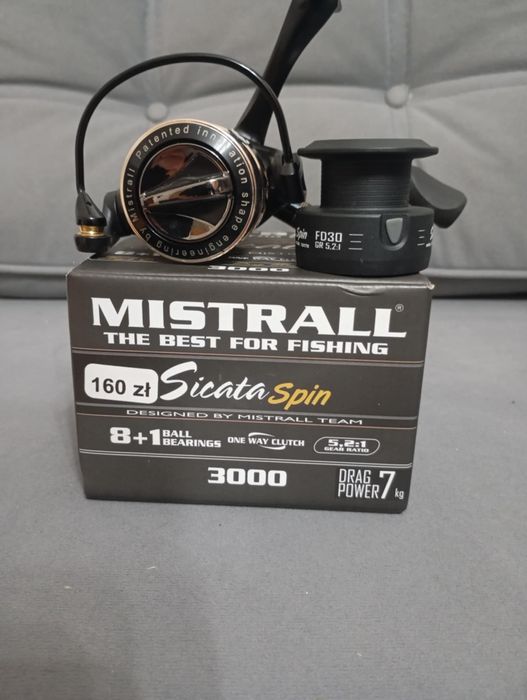 by Mistrall Patented innovation shape engineering
Spin
FD30
GR 5.2:1
3000
MISTRALL®
THE BEST FOR FISHING
160 zł
Sicata Spin
DESIGNED BY MISTRALL TEAM
8+1 BALL BEARINGS ONE WAY CLUTCH 5,2:1 GEAR RATIO
3000
DRAG POWER 7 kg